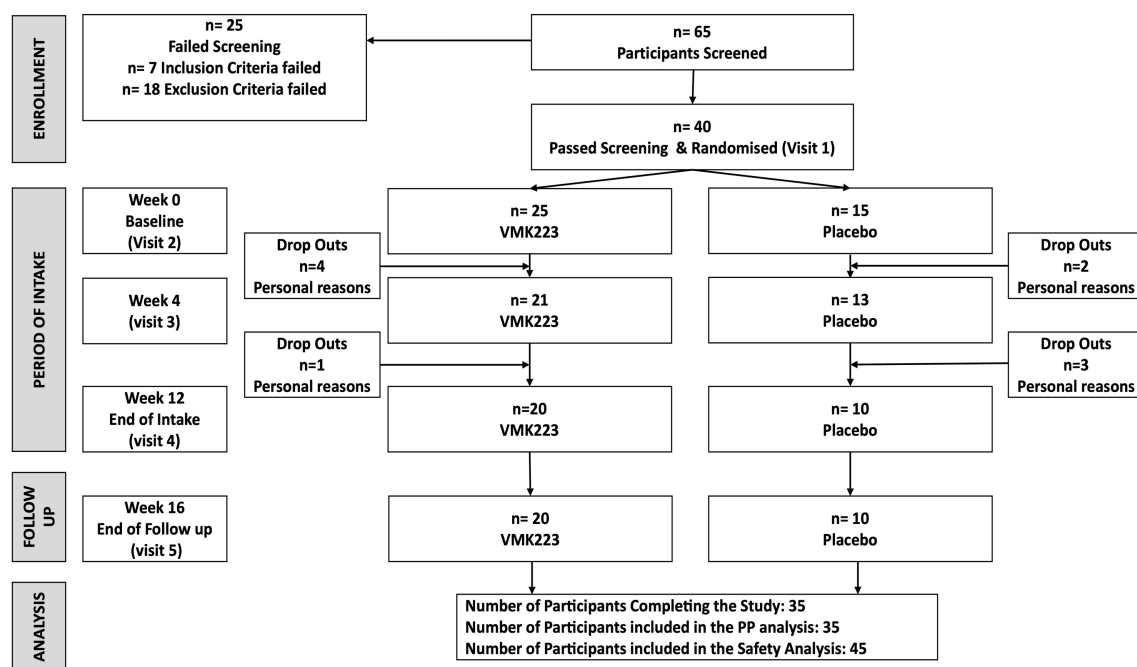 ENROLLMENT
n= 25
Failed Screening
n= 7 Inclusion Criteria failed
n= 18 Exclusion Criteria failed
n= 65
Participants Screened
n= 40
Passed Screening & Randomised (Visit 1)
PERIOD OF INTAKE
Week 0
Baseline
(Visit 2)
n= 25
VMK223
n= 15
Placebo
Drop Outs
n=4
Personal reasons
Drop Outs
n=2
Personal reasons
Week 4
(visit 3)
n= 21
VMK223
n= 13
Placebo
Drop Outs
n=1
Personal reasons
Drop Outs
n=3
Personal reasons
Week 12
End of Intake
(visit 4)
n=20
VMK223
n= 10
Placebo
FOLLOW
UP
Week 16
End of Follow up
(visit 5)
n= 20
VMK223
n= 10
Placebo
ANALYSIS
Number of Participants Completing the Study: 35
Number of Participants included in the PP analysis: 35
Number of Participants included in the Safety Analysis: 45